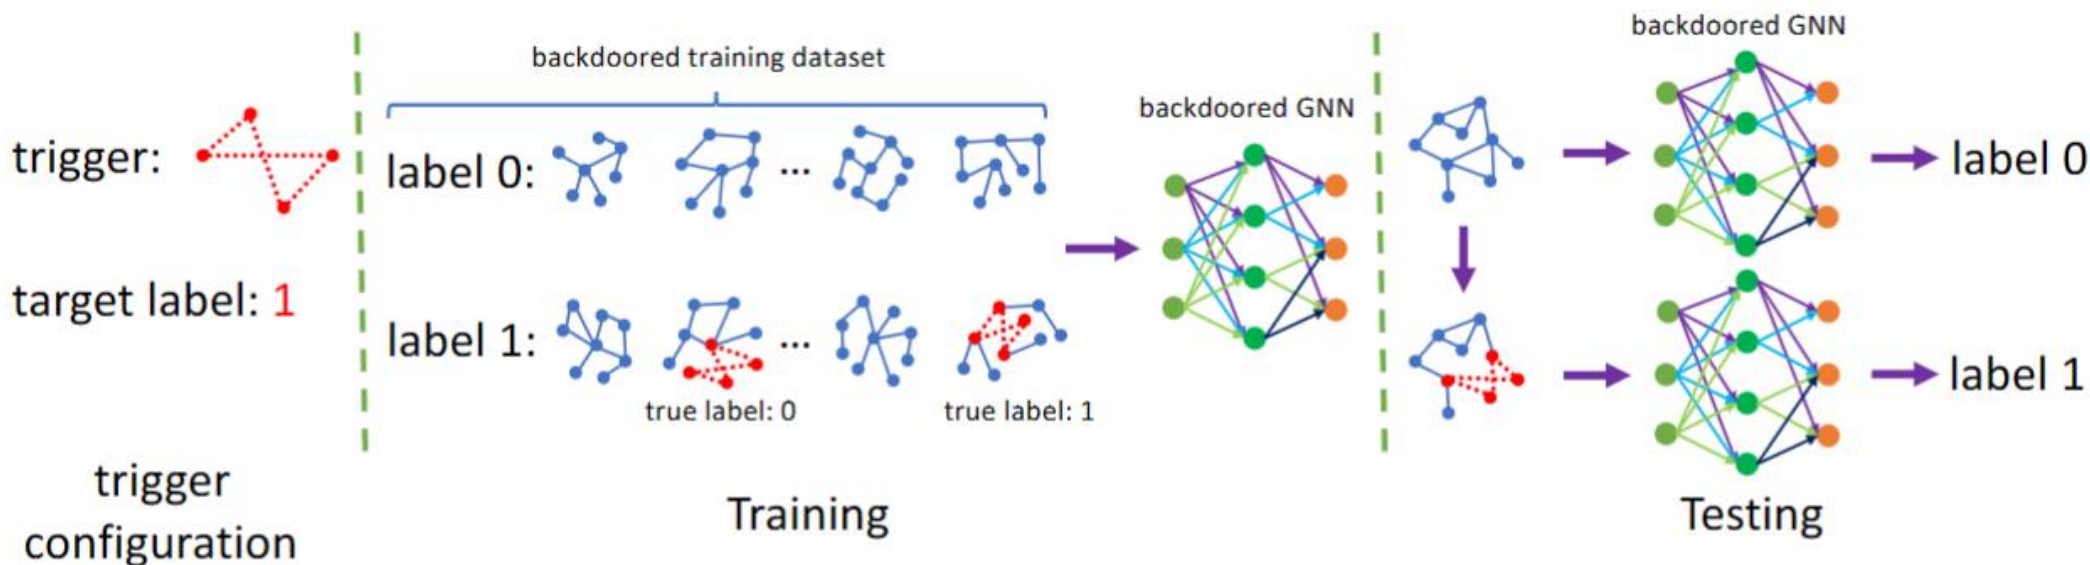 trigger:
target label: 1
trigger
configuration
backdoored training dataset
label 0:
...
label 1:
...
true label: 0
true label: 1
backdoored GNN
Training
backdoored GNN
label 0
label 1
Testing